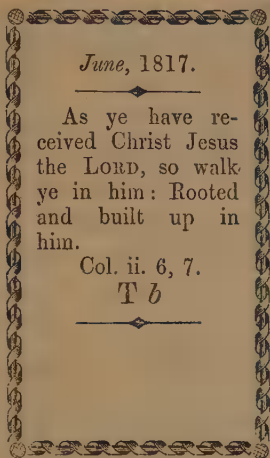 June, 1817.
As ye have re-
ceived Christ Jesus
the LORD, so walk
ye in him : Rooted
and built up in
him.
Col. ii. 6, 7.
T b